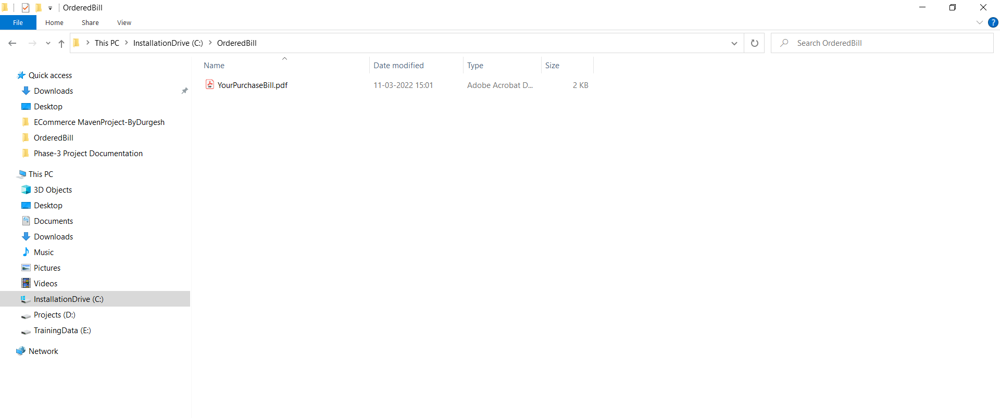 OrderedBill
File Home Share View
This PC InstallationDrive (C:) OrderedBill
Search OrderedBill
Name Date modified Type Size
YourPurchaseBill.pdf 11-03-2022 15:01 Adobe Acrobat D... 2 KB
Quick access
Downloads
Desktop
ECommerce MavenProject-ByDurgesh
OrderedBill
Phase-3 Project Documentation
This PC
3D Objects
Desktop
Documents
Downloads
Music
Pictures
Videos
InstallationDrive (C:)
Projects (D:)
TrainingData (E:)
Network